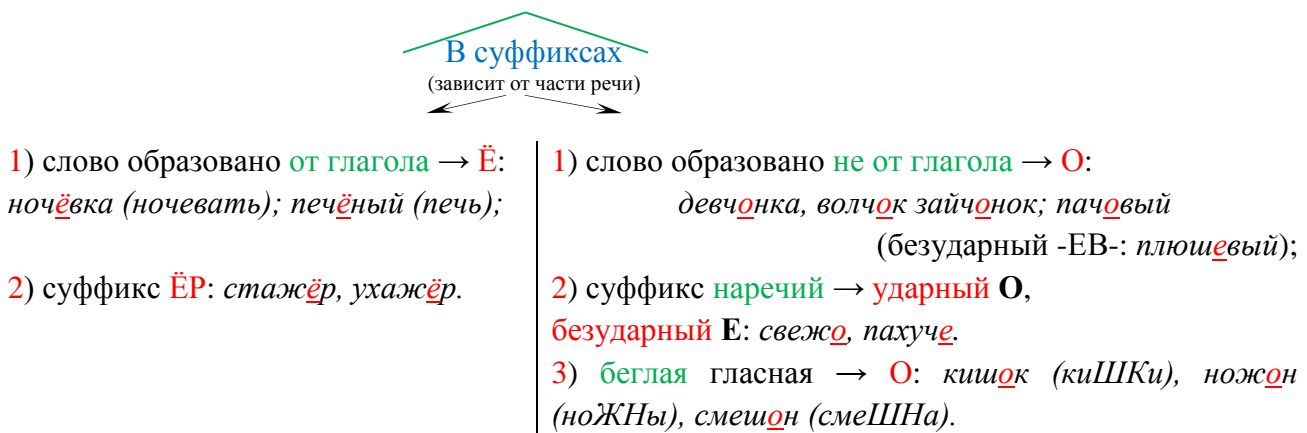 В суффиксах
(зависит от части речи)
1) слово образовано от глагола → Ё:
ночёвка (ночевать); печёный (печь);
2) суффикс ЁР: стажёр, ухажёр.
1) слово образовано не от глагола → О:
девчонка, волчок зайчонок; пачовый
(безударный -ЕВ-: плюшевый);
2) суффикс наречий → ударный О,
безударный Е: свежо, пахуче.
3) беглая гласная → О: кишок (киШКи), ножон
(ноЖНы), смешон (смеШНа).